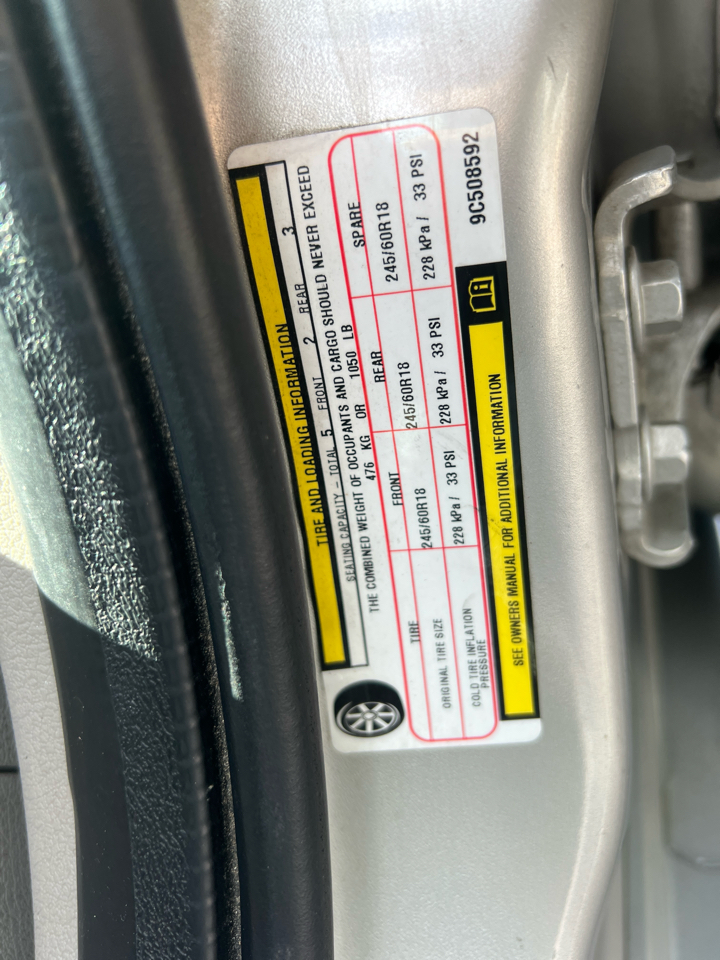 TIRE AND LOADING INFORMATION
SEATING CAPACITY – TOTAL 5 FRONT 2 REAR 3
THE COMBINED WEIGHT OF OCCUPANTS AND CARGO SHOULD NEVER EXCEED
476 KG OR 1050 LB
TIRE FRONT REAR SPARE
ORIGINAL TIRE SIZE 245/60R18 245/60R18 245/60R18
COLD TIRE INFLATION
PRESSURE 228 kPa / 33 PSI 228 kPa / 33 PSI 228 kPa / 33 PSI
SEE OWNERS MANUAL FOR ADDITIONAL INFORMATION
9C508592